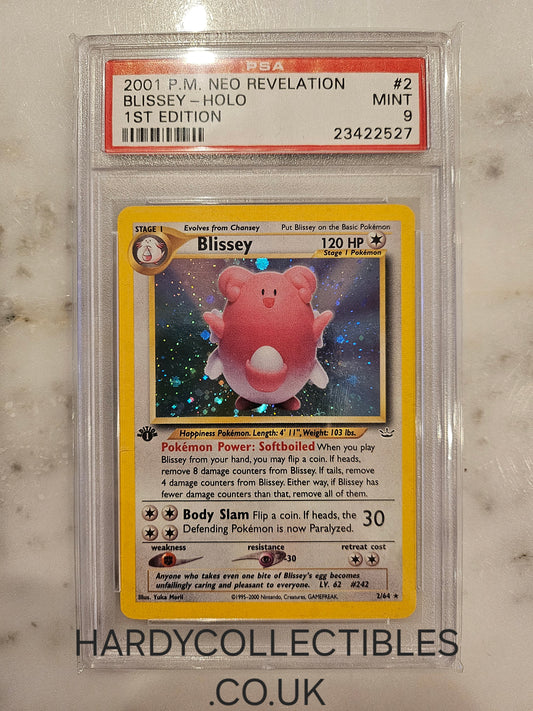 PSA
2001 P.M. NEO REVELATION #2
BLISSEY-HOLO MINT
1ST EDITION 9
23422527
STAGE 1 Evolves from Chansey Put Blissey on the Basic Pokémon
Blissey 120 HP
Stage 1 Pokémon
Happiness Pokémon. Length: 4' 11", Weight: 103 lbs.
Pokémon Power: Softboiled When you play
Blissey from your hand, you may flip a coin. If heads,
remove 8 damage counters from Blissey. If tails, remove
4 damage counters from Blissey. Either way, if Blissey has
fewer damage counters than that, remove all of them.
Body Slam Flip a coin. If heads, the
Defending Pokémon is now Paralyzed. 30
weakness resistance retreat cost
-30
Anyone who takes even one bite of Blissey's egg becomes
unfailingly caring and pleasant to everyone. LV. 62 #242
Illus. Yuka Morii ©1995-2000 Nintendo, Creatures, GAMEFREAK. 2/64 ★
HARDYCOLLECTIBLES
.CO.UK